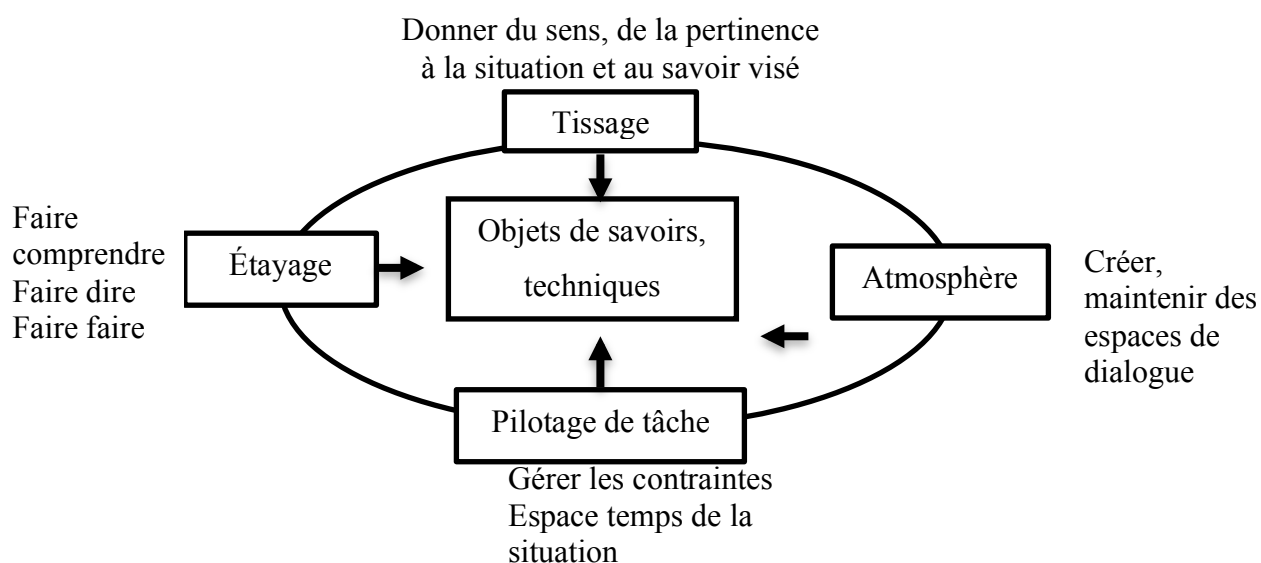 Donner du sens, de la pertinence
à la situation et au savoir visé
Tissage
Faire
comprendre
Faire dire
Faire faire
Étayage
Objets de savoirs,
techniques
Atmosphère
Créer,
maintenir des
espaces de
dialogue
Pilotage de tâche
Gérer les contraintes
Espace temps de la
situation